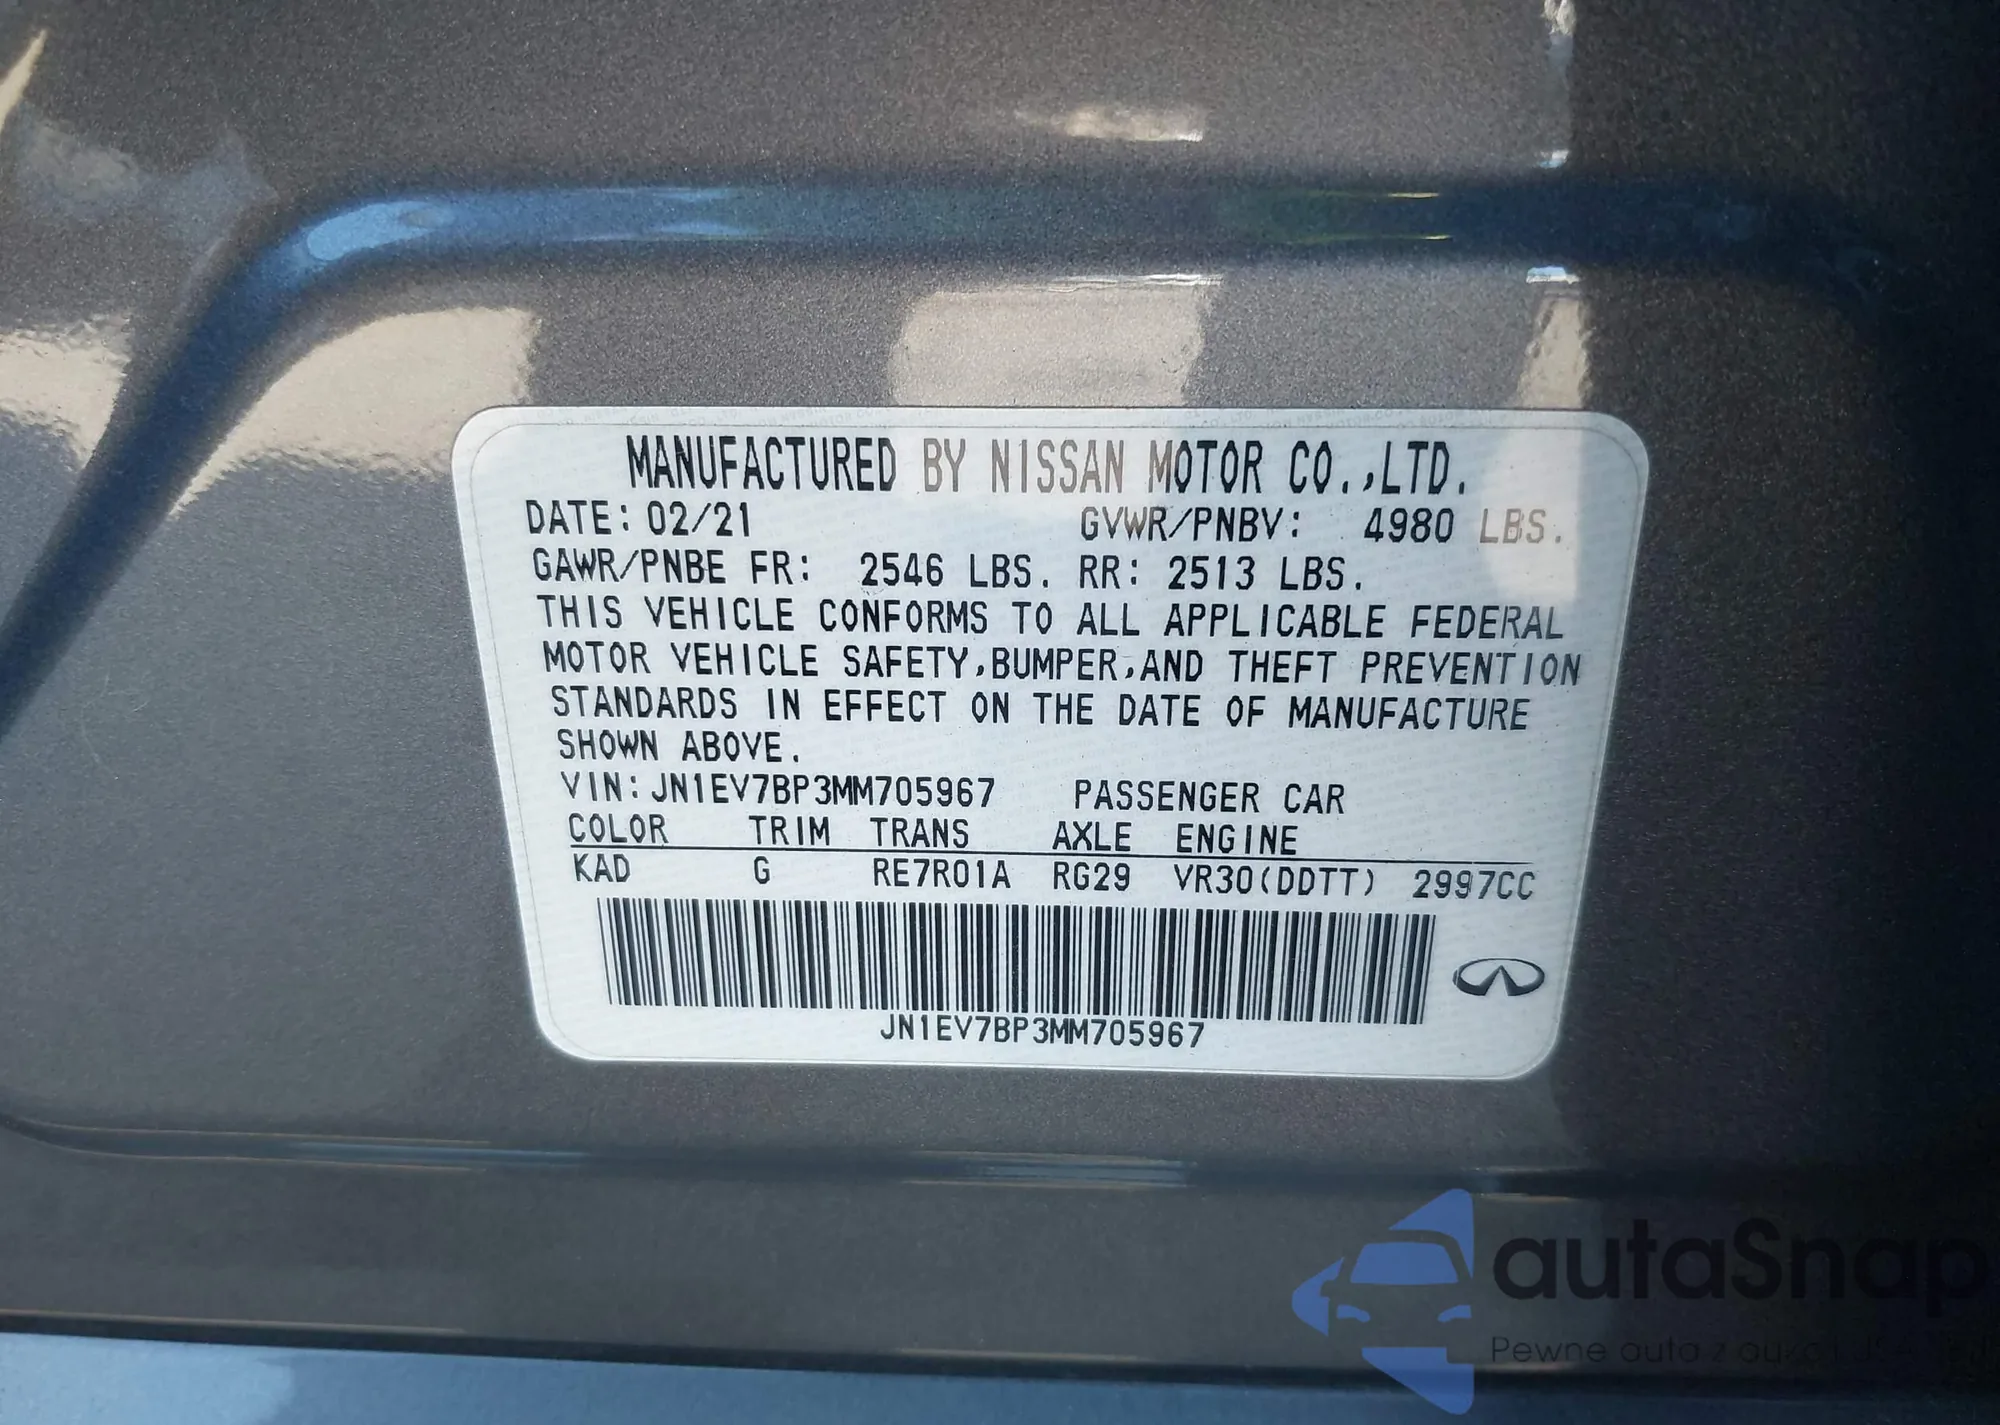 MANUFACTURED BY NISSAN MOTOR CO.,LTD.
DATE: 02/21 GVWR/PNBV: 4980 LBS.
GAWR/PNBE FR: 2546 LBS. RR: 2513 LBS.
THIS VEHICLE CONFORMS TO ALL APPLICABLE FEDERAL
MOTOR VEHICLE SAFETY,BUMPER,AND THEFT PREVENTION
STANDARDS IN EFFECT ON THE DATE OF MANUFACTURE
SHOWN ABOVE.
VIN: JN1EV7BP3MM705967 PASSENGER CAR
COLOR TRIM TRANS AXLE ENGINE
KAD G RE7R01A RG29 VR30(DDTT) 2997CC
JN1EV7BP3MM705967
autaSnap
Pewne auta z